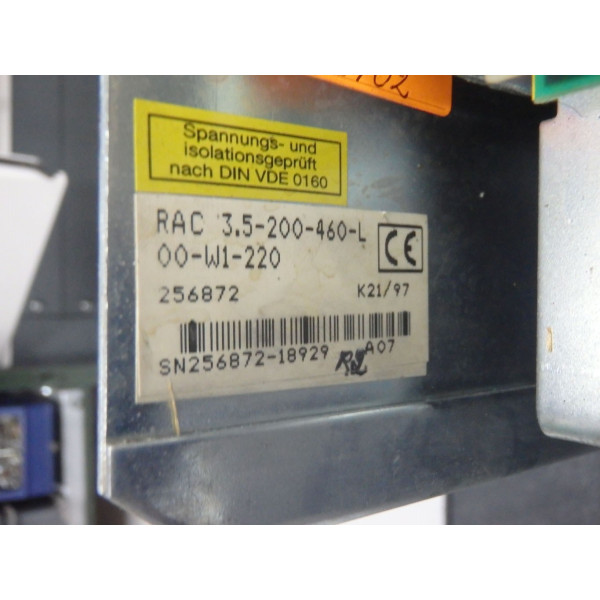 Spannungs- und
isolationsgeprüft
nach DIN VDE 0160
RAC 3.5-200-460-L
00-W1-220
CE
256872 K21/97
SN256872-18929 A07